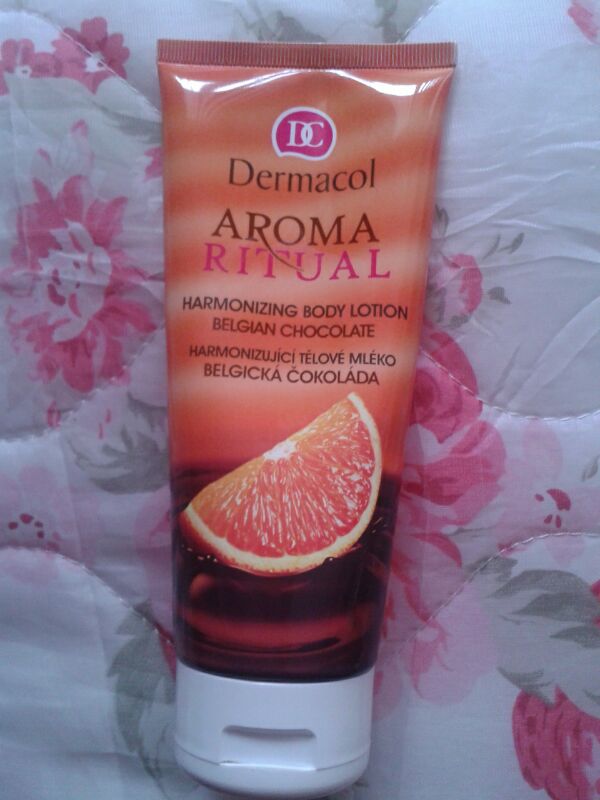 DC
Dermacol
AROMA
RITUAL
HARMONIZING BODY LOTION
BELGIAN CHOCOLATE
HARMONIZUJÍCÍ TĚLOVÉ MLÉKO
BELGICKÁ ČOKOLÁDA